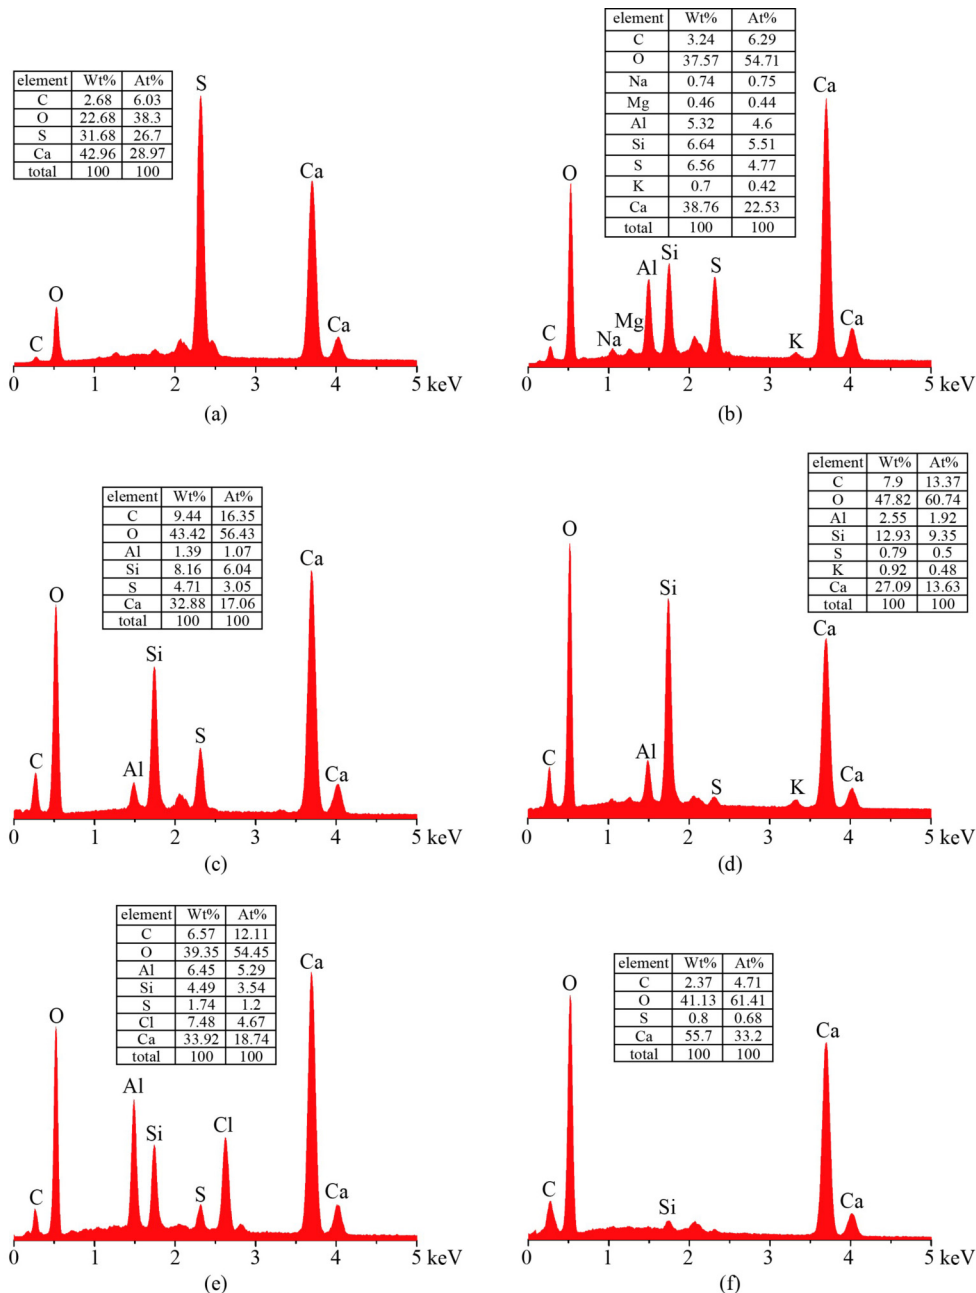 element Wt% At%
C 2.68 6.03
O 22.68 38.3
S 31.68 26.7
Ca 42.96 28.97
total 100 100
S
Ca
O
C
Ca
0 1 2 3 4 5 keV
(a)
element Wt% At%
C 3.24 6.29
O 37.57 54.71
Na 0.74 0.75
Mg 0.46 0.44
Al 5.32 4.6
Si 6.64 5.51
S 6.56 4.77
K 0.7 0.42
Ca 38.76 22.53
total 100 100
Ca
O
Al
Si
S
C
Na
Mg
K
Ca
0 1 2 3 4 5 keV
(b)
element Wt% At%
C 9.44 16.35
O 43.42 56.43
Al 1.39 1.07
Si 8.16 6.04
S 4.71 3.05
Ca 32.88 17.06
total 100 100
Ca
O
Si
S
C
Al
Ca
0 1 2 3 4 5 keV
(c)
element Wt% At%
C 7.9 13.37
O 47.82 60.74
Al 2.55 1.92
Si 12.93 9.35
S 0.79 0.5
K 0.92 0.48
Ca 27.09 13.63
total 100 100
O
Si
Ca
C
Al
S
K
Ca
0 1 2 3 4 5 keV
(d)
element Wt% At%
C 6.57 12.11
O 39.35 54.45
Al 6.45 5.29
Si 4.49 3.54
S 1.74 1.2
Cl 7.48 4.67
Ca 33.92 18.74
total 100 100
Ca
O
Al
Si
Cl
C
S
Ca
0 1 2 3 4 5 keV
(e)
element Wt% At%
C 2.37 4.71
O 41.13 61.41
S 0.8 0.68
Ca 55.7 33.2
total 100 100
O
Ca
C
Si
Ca
0 1 2 3 4 5 keV
(f)